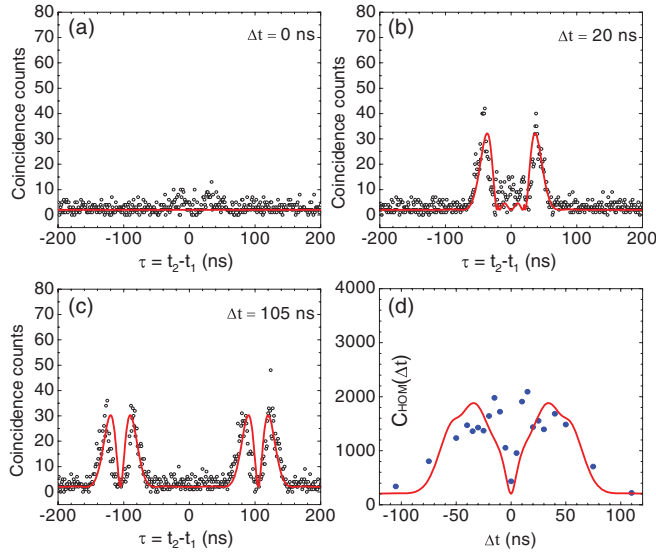 (a)
Δt = 0 ns
Coincidence counts
80
70
60
50
40
30
20
10
0
-200 -100 0 100 200
τ = t₂-t₁ (ns)
(b)
Δt = 20 ns
Coincidence counts
80
70
60
50
40
30
20
10
0
-200 -100 0 100 200
τ = t₂-t₁ (ns)
(c)
Δt = 105 ns
Coincidence counts
80
70
60
50
40
30
20
10
0
-200 -100 0 100 200
τ = t₂-t₁ (ns)
(d)
C_HOM(Δt)
4000
3000
2000
1000
0
-100 -50 0 50 100
Δt (ns)